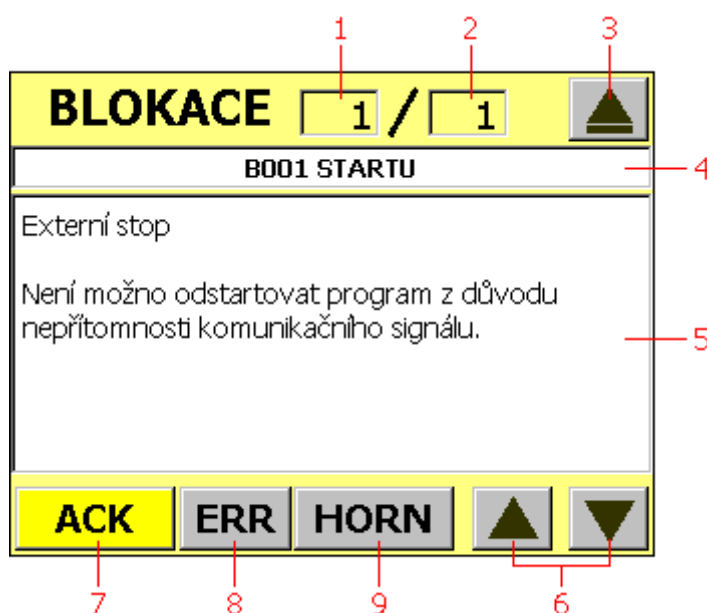 1 2 3
BLOKACE 1 / 1
B001 STARTU 4
Externí stop
Není možno odstartovat program z důvodu
nepřítomnosti komunikačního signálu.
5
ACK ERR HORN
7 8 9 6